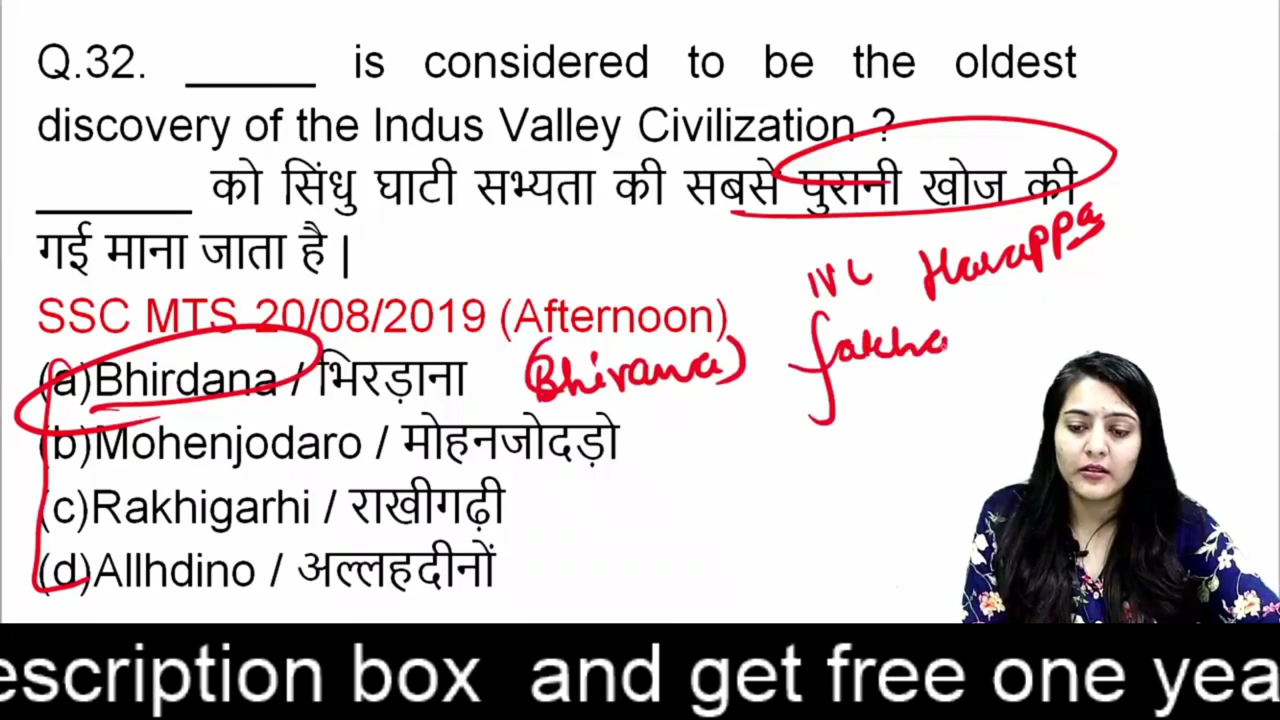 Q.32. _____ is considered to be the oldest
discovery of the Indus Valley Civilization ?
______ को सिंधु घाटी सभ्यता की सबसे पुरानी खोज की
गई माना जाता है |
IVC Harappa
SSC MTS 20/08/2019 (Afternoon)
(a)Bhirdana / भिरड़ाना (Bhirana)
(b)Mohenjodaro / मोहनजोदड़ो
(c)Rakhigarhi / राखीगढ़ी
(d)Allhdino / अल्लहदीनों
escription box and get free one yea